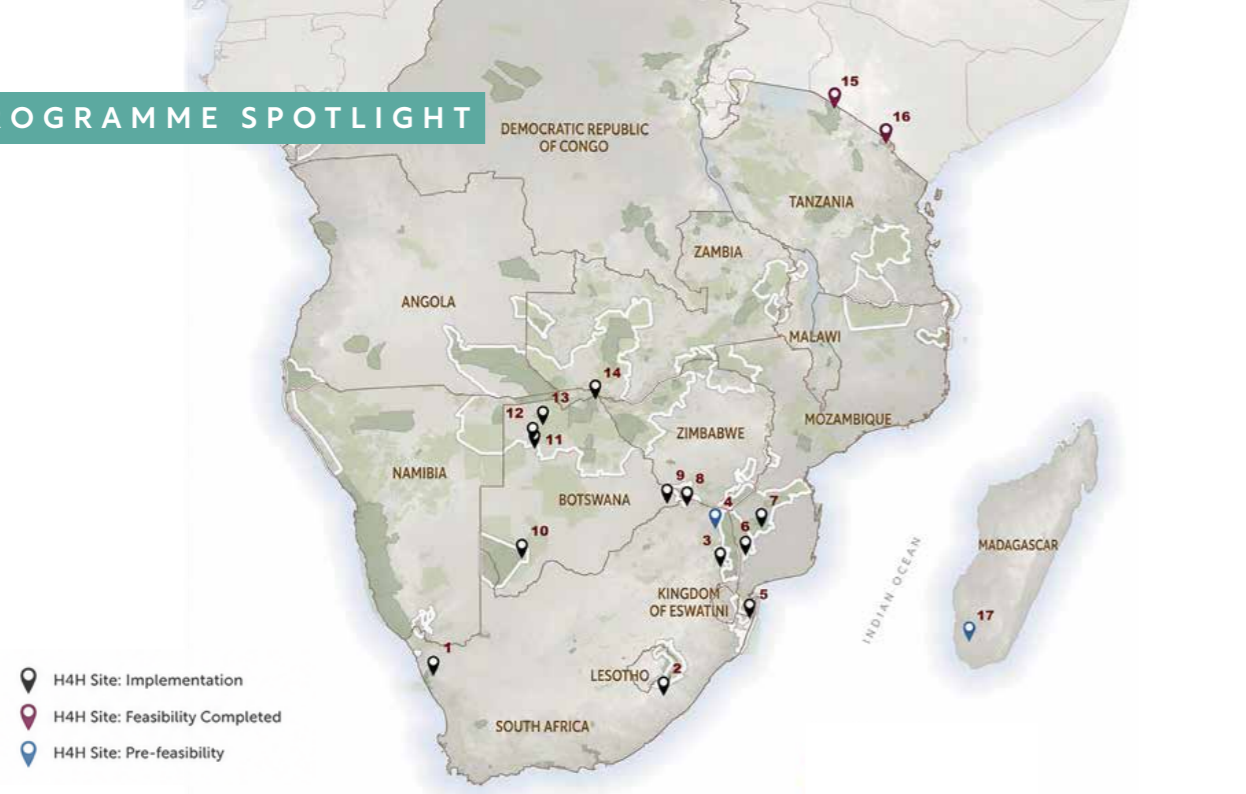 OGRAMME SPOTLIGHT
15
16
DEMOCRATIC REPUBLIC
OF CONGO
TANZANIA
ZAMBIA
ANGOLA
MALAWI
14
13
12
11
MOZAMBIQUE
ZIMBABWE
NAMIBIA
BOTSWANA
9
8
4
7
6
3
10
MADAGASCAR
INDIAN OCEAN
KINGDOM
OF ESWATINI
5
17
1
LESOTHO
2
SOUTH AFRICA
H4H Site: Implementation
H4H Site: Feasibility Completed
H4H Site: Pre-feasibility